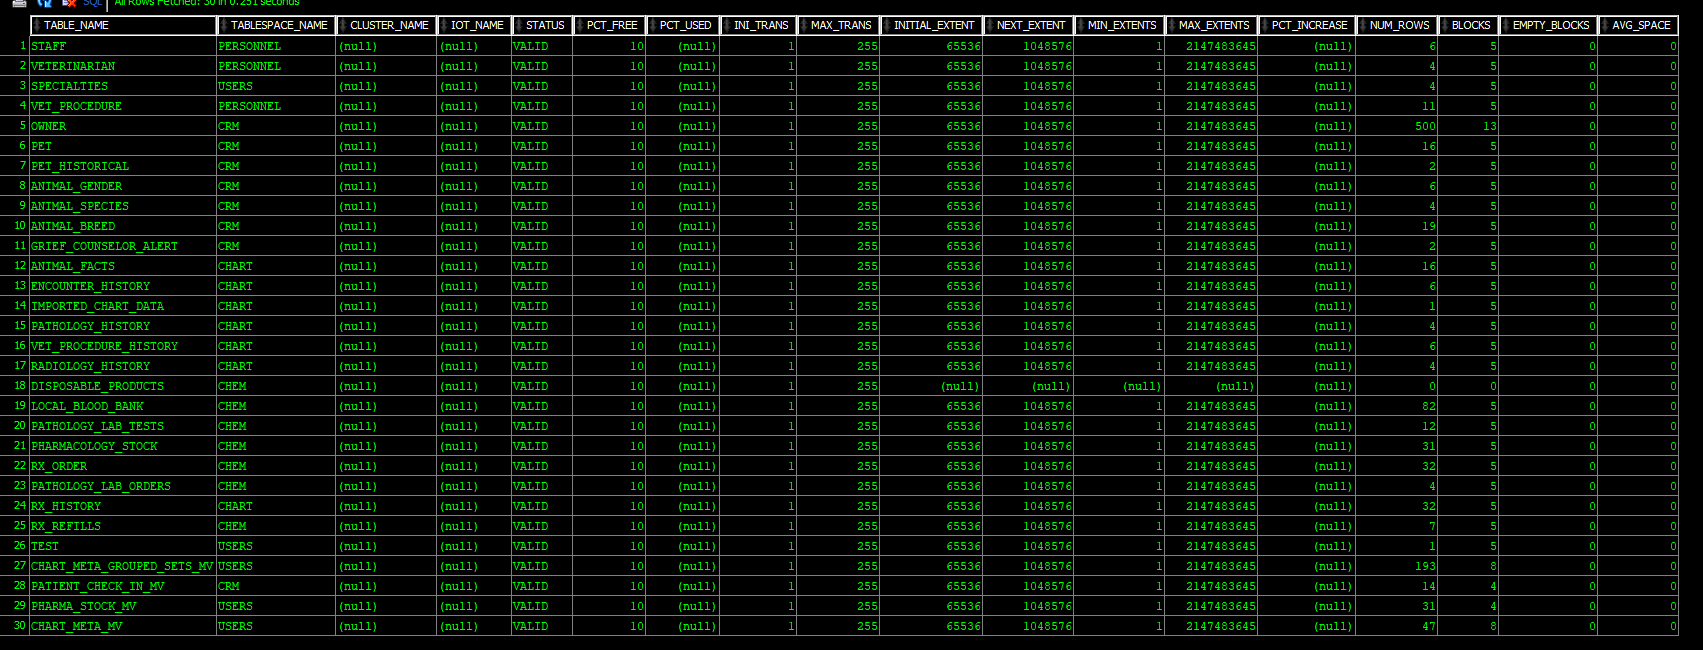 SQL All Rows Fetched: 30 in 0.251 seconds
TABLE_NAME TABLESPACE_NAME CLUSTER_NAME IOT_NAME STATUS PCT_FREE PCT_USED INI_TRANS MAX_TRANS INITIAL_EXTENT NEXT_EXTENT MIN_EXTENTS MAX_EXTENTS PCT_INCREASE NUM_ROWS BLOCKS EMPTY_BLOCKS AVG_SPACE
1 STAFF PERSONNEL (null) (null) VALID 10 (null) 1 255 65536 1048576 1 2147483645 (null) 6 5 0 0
2 VETERINARIAN PERSONNEL (null) (null) VALID 10 (null) 1 255 65536 1048576 1 2147483645 (null) 4 5 0 0
3 SPECIALTIES USERS (null) (null) VALID 10 (null) 1 255 65536 1048576 1 2147483645 (null) 4 5 0 0
4 VET_PROCEDURE PERSONNEL (null) (null) VALID 10 (null) 1 255 65536 1048576 1 2147483645 (null) 11 5 0 0
5 OWNER CRM (null) (null) VALID 10 (null) 1 255 65536 1048576 1 2147483645 (null) 500 13 0 0
6 PET CRM (null) (null) VALID 10 (null) 1 255 65536 1048576 1 2147483645 (null) 16 5 0 0
7 PET_HISTORICAL CRM (null) (null) VALID 10 (null) 1 255 65536 1048576 1 2147483645 (null) 2 5 0 0
8 ANIMAL_GENDER CRM (null) (null) VALID 10 (null) 1 255 65536 1048576 1 2147483645 (null) 6 5 0 0
9 ANIMAL_SPECIES CRM (null) (null) VALID 10 (null) 1 255 65536 1048576 1 2147483645 (null) 4 5 0 0
10 ANIMAL_BREED CRM (null) (null) VALID 10 (null) 1 255 65536 1048576 1 2147483645 (null) 19 5 0 0
11 GRIEF_COUNSELOR_ALERT CRM (null) (null) VALID 10 (null) 1 255 65536 1048576 1 2147483645 (null) 2 5 0 0
12 ANIMAL_FACTS CHART (null) (null) VALID 10 (null) 1 255 65536 1048576 1 2147483645 (null) 16 5 0 0
13 ENCOUNTER_HISTORY CHART (null) (null) VALID 10 (null) 1 255 65536 1048576 1 2147483645 (null) 6 5 0 0
14 IMPORTED_CHART_DATA CHART (null) (null) VALID 10 (null) 1 255 65536 1048576 1 2147483645 (null) 1 5 0 0
15 PATHOLOGY_HISTORY CHART (null) (null) VALID 10 (null) 1 255 65536 1048576 1 2147483645 (null) 4 5 0 0
16 VET_PROCEDURE_HISTORY CHART (null) (null) VALID 10 (null) 1 255 65536 1048576 1 2147483645 (null) 6 5 0 0
17 RADIOLOGY_HISTORY CHART (null) (null) VALID 10 (null) 1 255 65536 1048576 1 2147483645 (null) 4 5 0 0
18 DISPOSABLE_PRODUCTS CHEM (null) (null) VALID 10 (null) 1 255 (null) (null) (null) (null) (null) 0 0 0 0
19 LOCAL_BLOOD_BANK CHEM (null) (null) VALID 10 (null) 1 255 65536 1048576 1 2147483645 (null) 82 5 0 0
20 PATHOLOGY_LAB_TESTS CHEM (null) (null) VALID 10 (null) 1 255 65536 1048576 1 2147483645 (null) 12 5 0 0
21 PHARMACOLOGY_STOCK CHEM (null) (null) VALID 10 (null) 1 255 65536 1048576 1 2147483645 (null) 31 5 0 0
22 RX_ORDER CHEM (null) (null) VALID 10 (null) 1 255 65536 1048576 1 2147483645 (null) 32 5 0 0
23 PATHOLOGY_LAB_ORDERS CHEM (null) (null) VALID 10 (null) 1 255 65536 1048576 1 2147483645 (null) 4 5 0 0
24 RX_HISTORY CHART (null) (null) VALID 10 (null) 1 255 65536 1048576 1 2147483645 (null) 32 5 0 0
25 RX_REFILLS CHEM (null) (null) VALID 10 (null) 1 255 65536 1048576 1 2147483645 (null) 7 5 0 0
26 TEST USERS (null) (null) VALID 10 (null) 1 255 65536 1048576 1 2147483645 (null) 1 5 0 0
27 CHART_META_GROUPED_SETS_MV USERS (null) (null) VALID 10 (null) 1 255 65536 1048576 1 2147483645 (null) 193 8 0 0
28 PATIENT_CHECK_IN_MV CRM (null) (null) VALID 10 (null) 1 255 65536 1048576 1 2147483645 (null) 14 4 0 0
29 PHARMA_STOCK_MV USERS (null) (null) VALID 10 (null) 1 255 65536 1048576 1 2147483645 (null) 31 4 0 0
30 CHART_META_MV USERS (null) (null) VALID 10 (null) 1 255 65536 1048576 1 2147483645 (null) 47 8 0 0